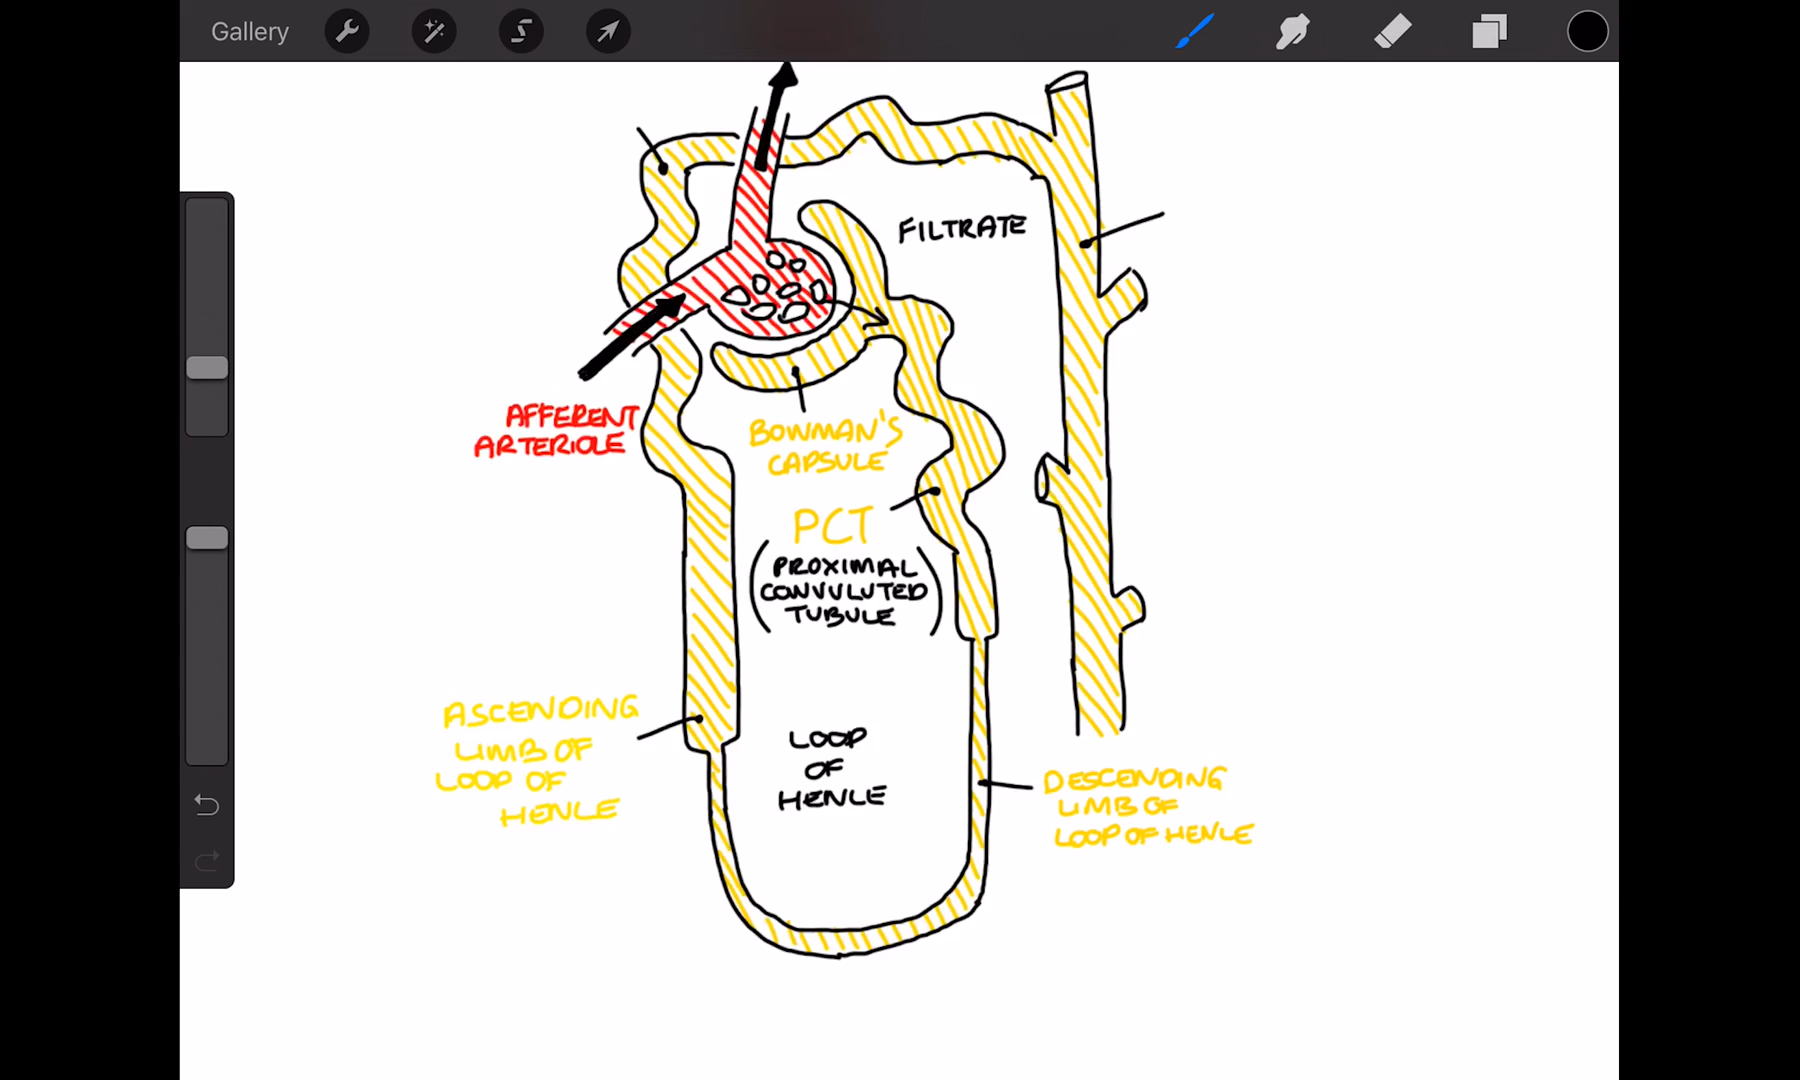 Gallery
FILTRATE
AFFERENT
ARTERIOLE
BOWMAN'S
CAPSULE
PCT
(PROXIMAL
CONVULUTED
TUBULE)
ASCENDING
LIMB OF
LOOP OF
HENLE
LOOP
OF
HENLE
DESCENDING
LIMB OF
LOOP OF HENLE